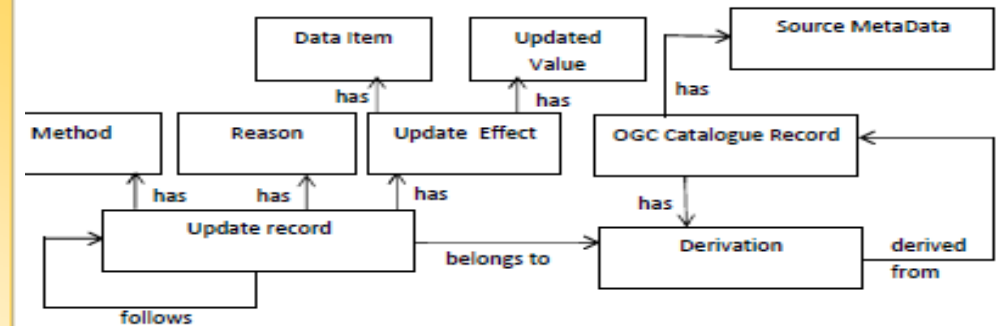 Data Item
Updated
Value
Source MetaData
has
has
has
Method
Reason
Update Effect
OGC Catalogue Record
has
has
has
has
Update record
belongs to
Derivation
derived
from
follows